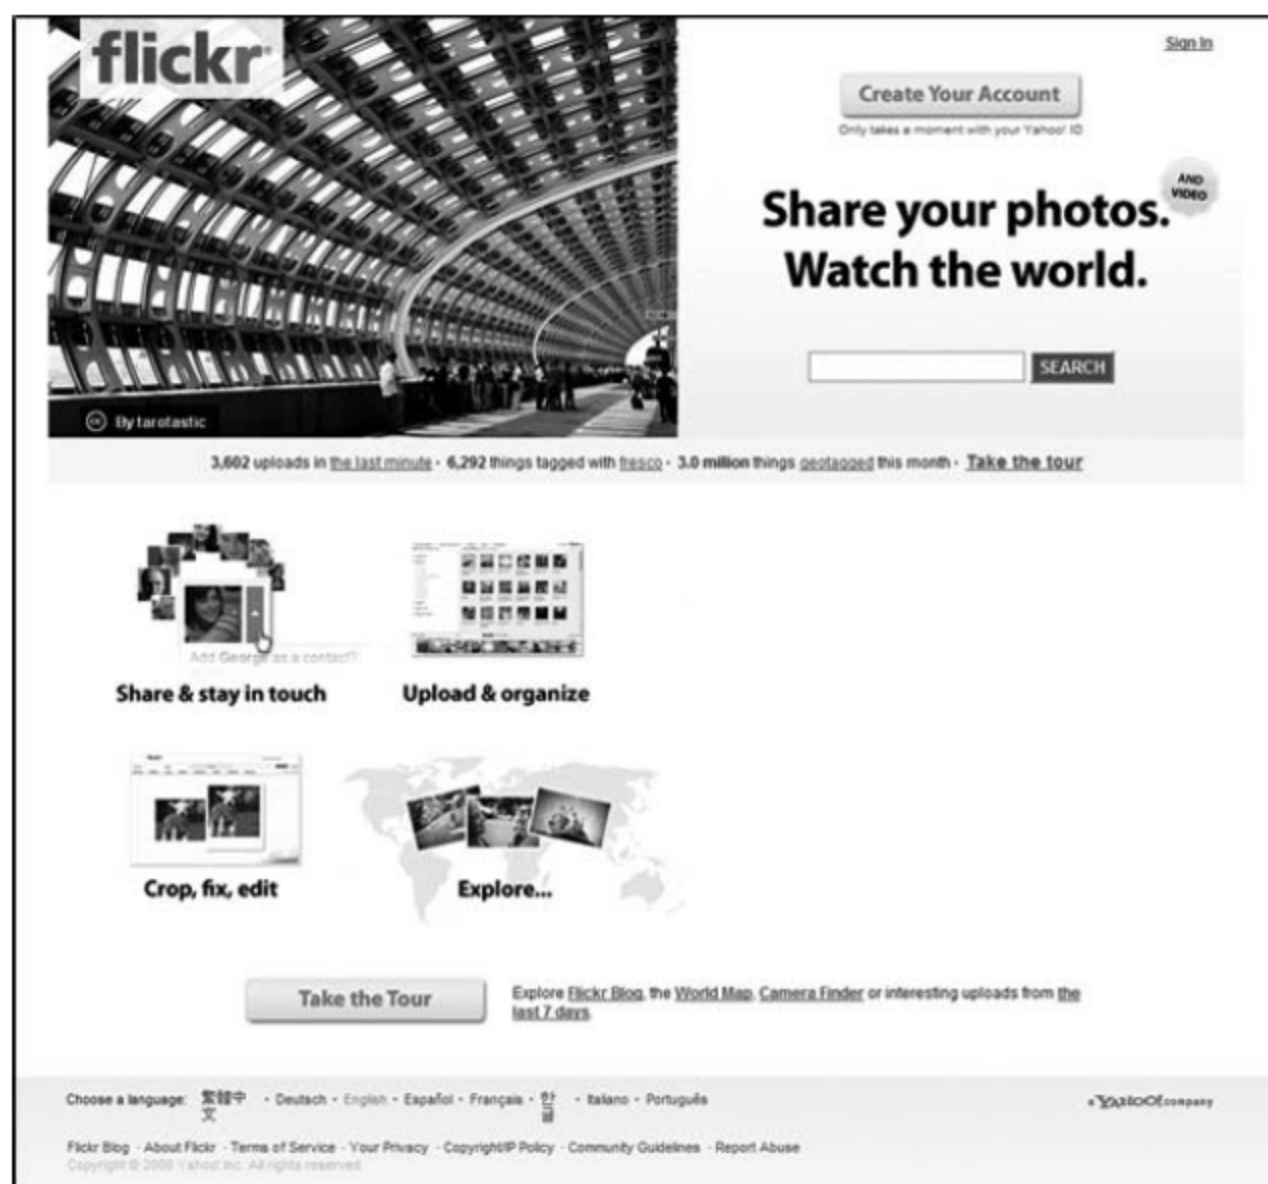 flickr
Sign In
Create Your Account
Only takes a moment with your Yahoo! ID
AND
VIDEO
Share your photos.
Watch the world.
SEARCH
By tarotastic
3,602 uploads in the last minute · 6,292 things tagged with fresco · 3.0 million things geotagged this month · Take the tour
Add George as a contact?
Share & stay in touch
Upload & organize
Crop, fix, edit
Explore...
Take the Tour
Explore Flickr Blog, the World Map, Camera Finder or interesting uploads from the
last 7 days.
Choose a language: 繁體中 · Deutsch · English · Español · Français · 한 · Italiano · Português
文 글
a YAHOO! company
Flickr Blog · About Flickr · Terms of Service · Your Privacy · Copyright/IP Policy · Community Guidelines · Report Abuse
Copyright © Yahoo! Inc. All rights reserved